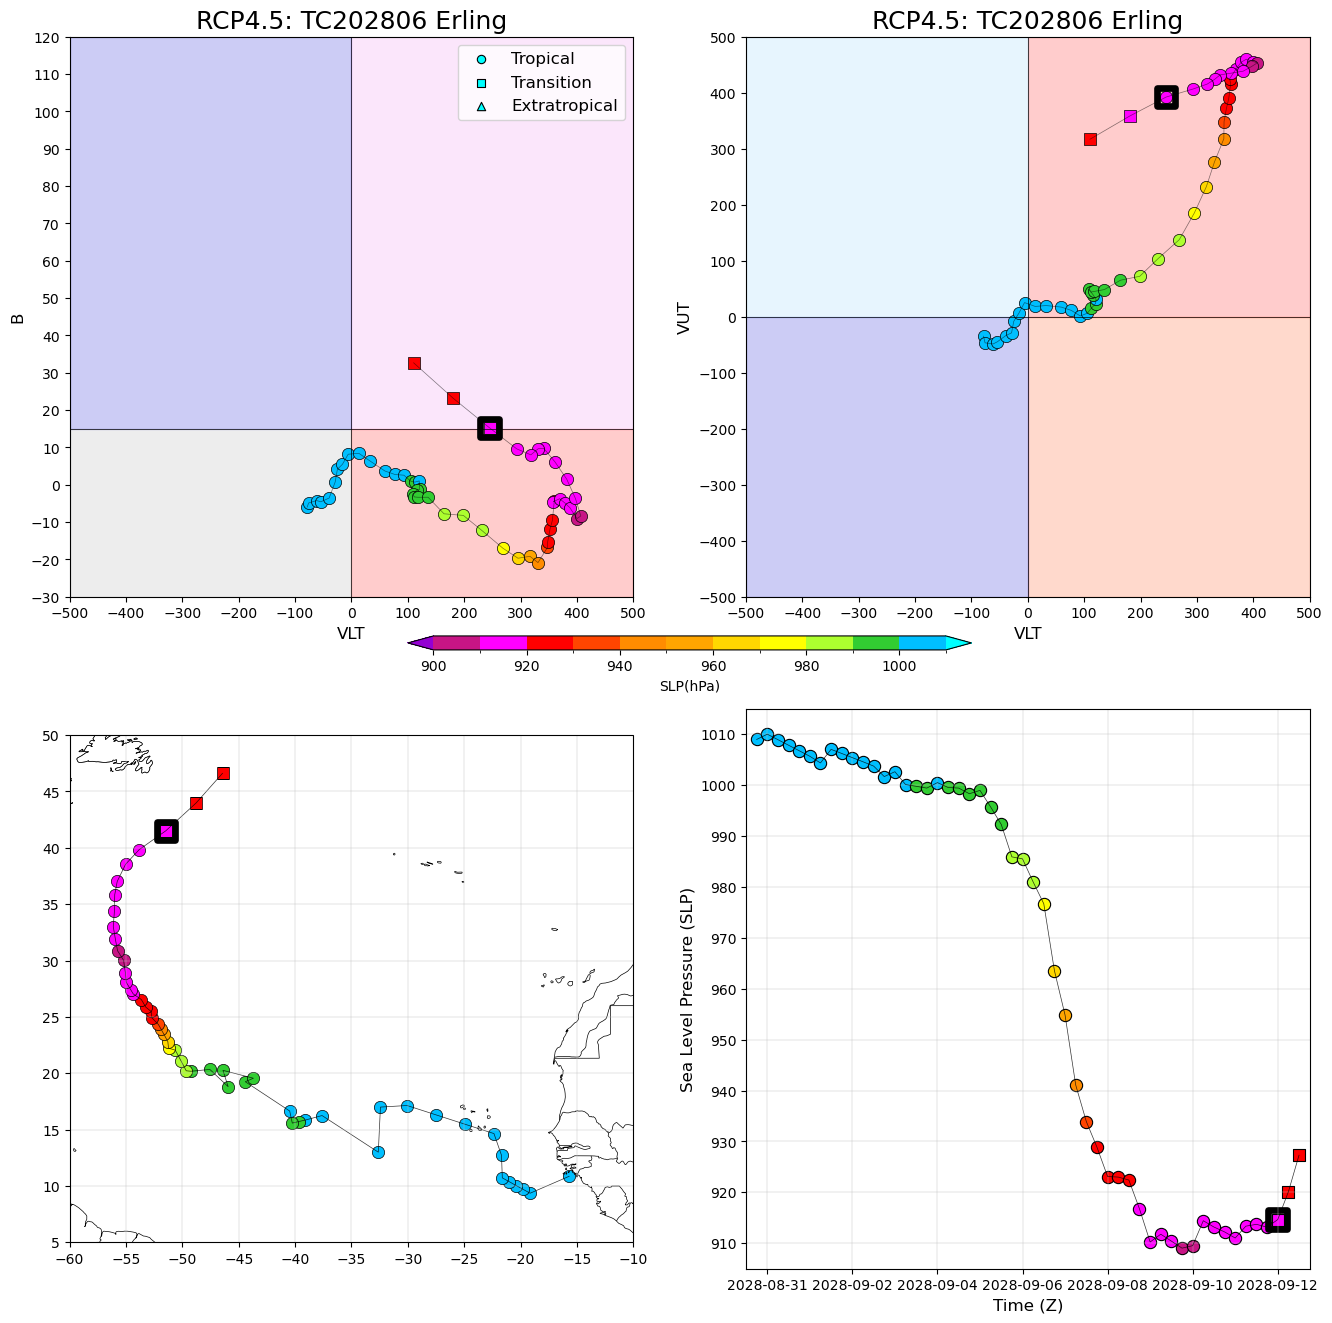 RCP4.5: TC202806 Erling
RCP4.5: TC202806 Erling
Tropical
Transition
Extratropical
B
120
110
100
90
80
70
60
50
40
30
20
10
0
−10
−20
−30
−500 −400 −300 −200 −100 0 100 200 300 400 500
VLT
VUT
500
400
300
200
100
0
−100
−200
−300
−400
−500
−500 −400 −300 −200 −100 0 100 200 300 400 500
VLT
900 920 940 960 980 1000
SLP(hPa)
50
45
40
35
30
25
20
15
10
5
−60 −55 −50 −45 −40 −35 −30 −25 −20 −15 −10
Sea Level Pressure (SLP)
1010
1000
990
980
970
960
950
940
930
920
910
2028-08-31 2028-09-02 2028-09-04 2028-09-06 2028-09-08 2028-09-10 2028-09-12
Time (Z)